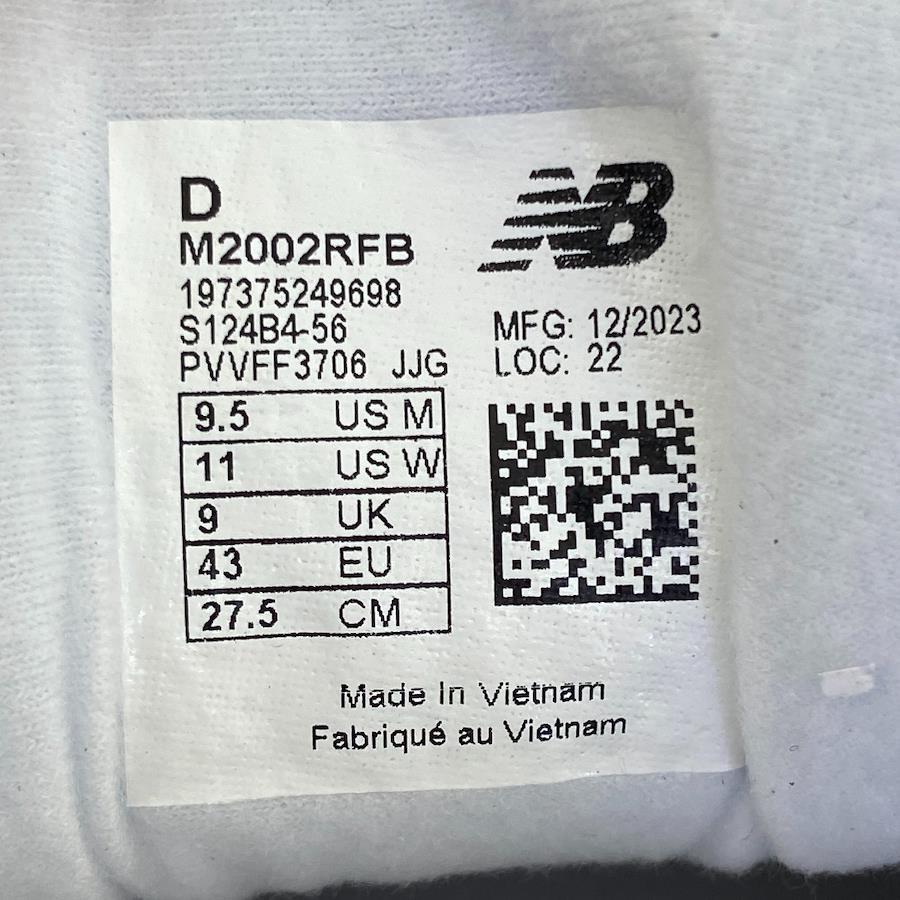 D
NB
M2002RFB
197375249698
S124B4-56
PVVFF3706 JJG
MFG: 12/2023
LOC: 22
9.5 US M
11 US W
9 UK
43 EU
27.5 CM
Made In Vietnam
Fabriqué au Vietnam